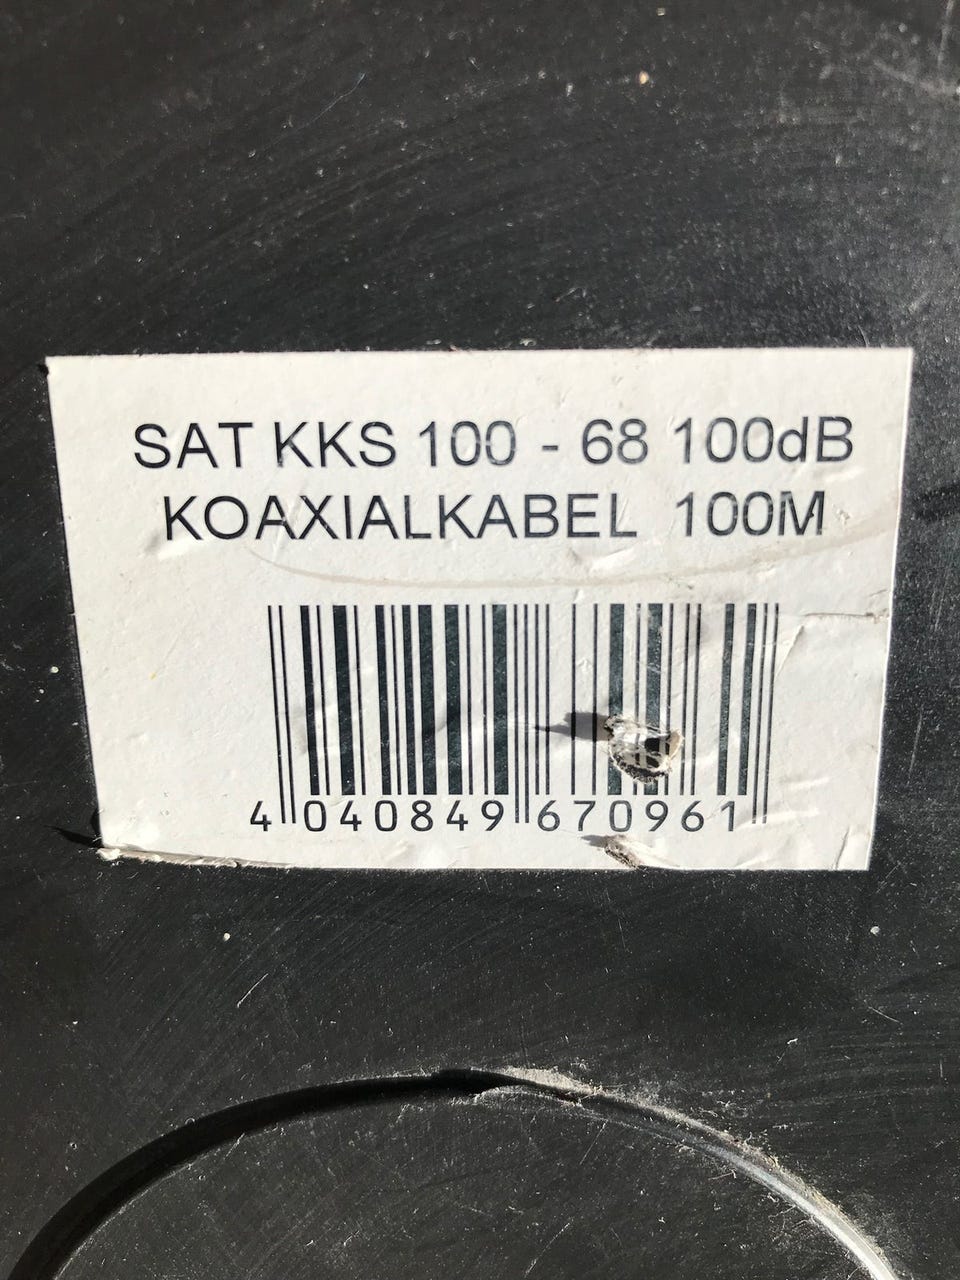 SAT KKS 100 - 68 100dB
KOAXIALKABEL 100M
4 040849 670961